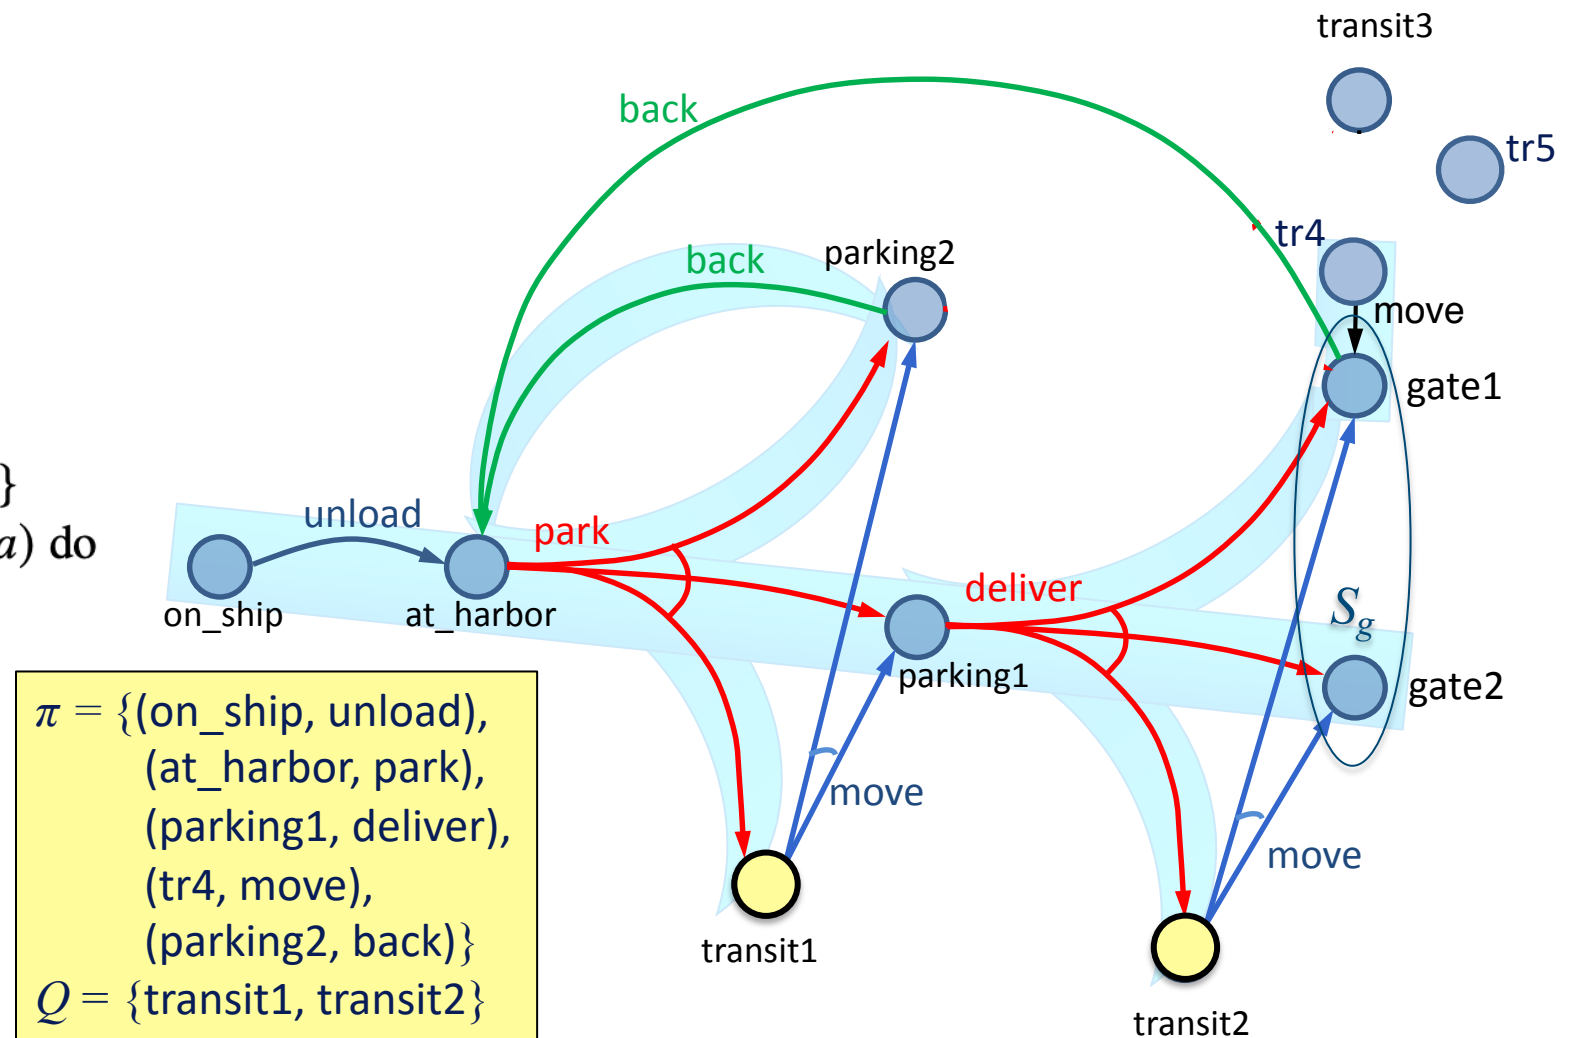 transit3
back
tr5
tr4
parking2
back
move
gate1
}
a) do
unload
park
deliver
on_ship
at_harbor
S_g
parking1
gate2
π = {(on_ship, unload),
(at_harbor, park),
(parking1, deliver),
(tr4, move),
(parking2, back)}
Q = {transit1, transit2}
move
move
transit1
transit2